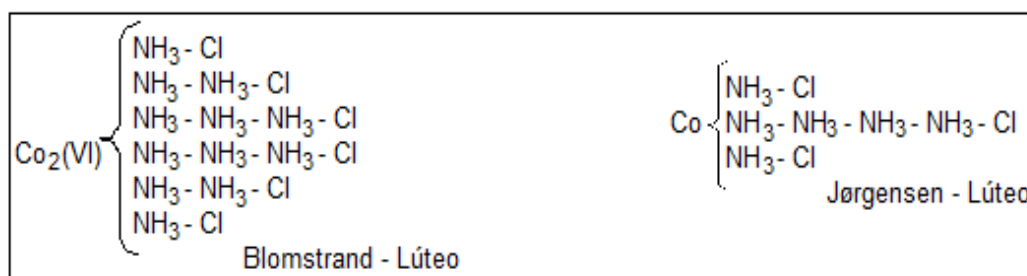 NH3 - Cl
NH3 - NH3 - Cl
NH3 - NH3 - NH3 - Cl
Co2(VI)
NH3 - NH3 - NH3 - Cl
NH3 - NH3 - Cl
NH3 - Cl
Blomstrand - Lúteo
NH3 - Cl
Co NH3 - NH3 - NH3 - NH3 - Cl
NH3 - Cl
Jørgensen - Lúteo